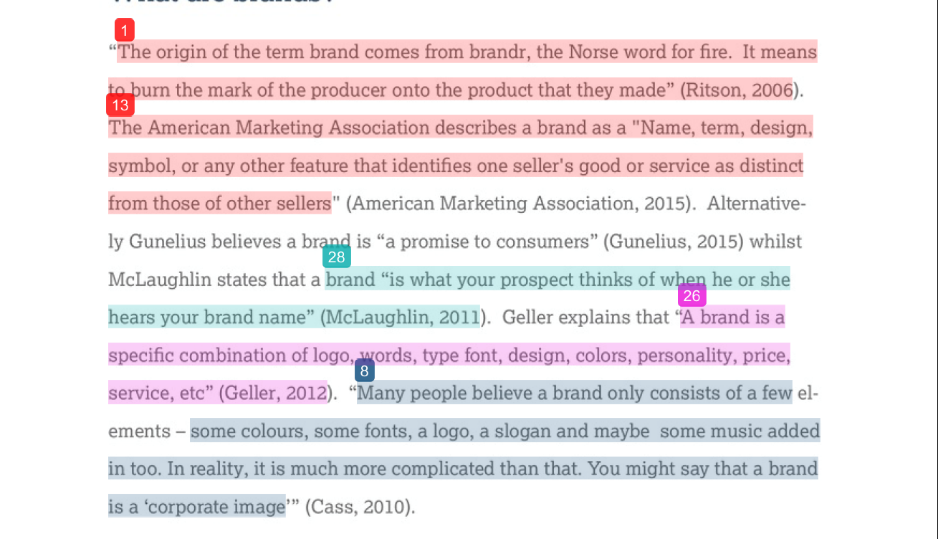 What are brands?
1
“The origin of the term brand comes from brandr, the Norse word for fire.  It means
to burn the mark of the producer onto the product that they made” (Ritson, 2006).
13
The American Marketing Association describes a brand as a "Name, term, design,
symbol, or any other feature that identifies one seller's good or service as distinct
from those of other sellers" (American Marketing Association, 2015).  Alternative-
ly Gunelius believes a brand is “a promise to consumers” (Gunelius, 2015) whilst
28
McLaughlin states that a brand “is what your prospect thinks of when he or she
26
hears your brand name” (McLaughlin, 2011).  Geller explains that “A brand is a
specific combination of logo, words, type font, design, colors, personality, price,
8
service, etc” (Geller, 2012).  “Many people believe a brand only consists of a few el-
ements – some colours, some fonts, a logo, a slogan and maybe  some music added
in too. In reality, it is much more complicated than that. You might say that a brand
is a ‘corporate image’” (Cass, 2010).